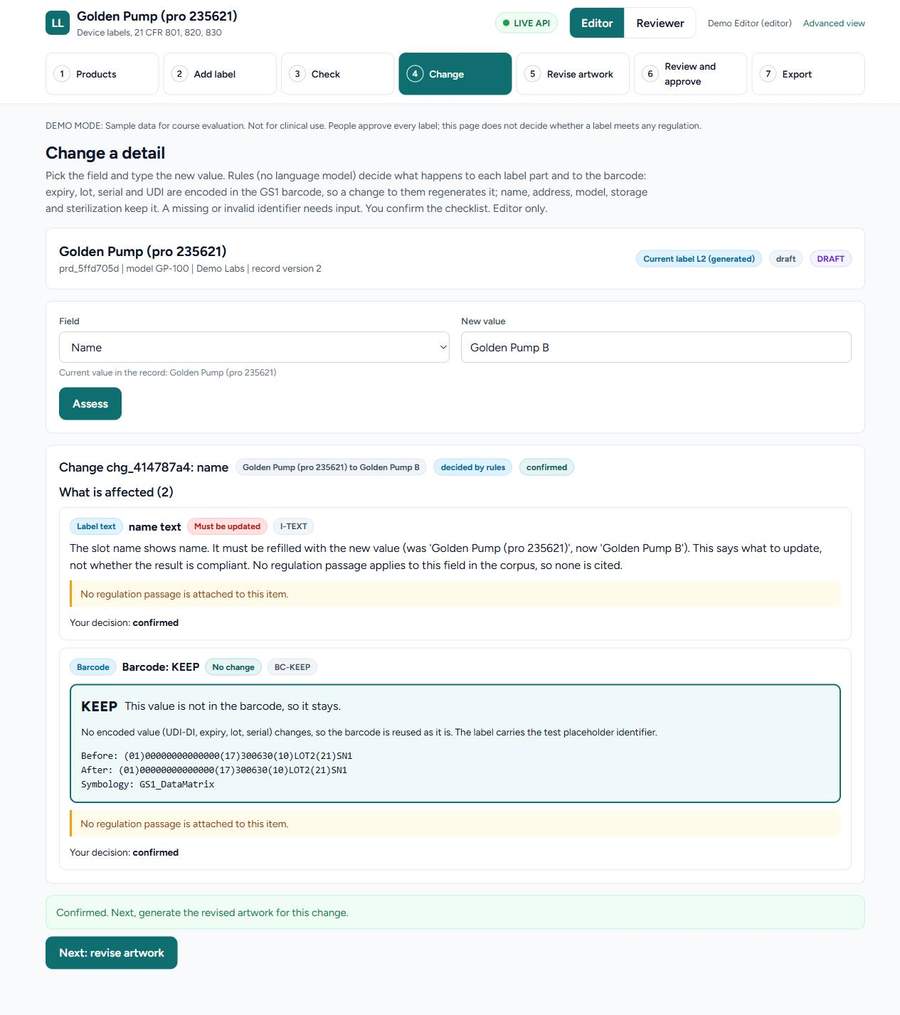 LL
Golden Pump (pro 235621)
Device labels, 21 CFR 801, 820, 830
LIVE API
Editor
Reviewer
Demo Editor (editor)
Advanced view
1 Products
2 Add label
3 Check
4 Change
5 Revise artwork
6 Review and
approve
7 Export
DEMO MODE: Sample data for course evaluation. Not for clinical use. People approve every label; this page does not decide whether a label meets any regulation.
Change a detail
Pick the field and type the new value. Rules (no language model) decide what happens to each label part and to the barcode:
expiry, lot, serial and UDI are encoded in the GS1 barcode, so a change to them regenerates it; name, address, model, storage
and sterilization keep it. A missing or invalid identifier needs input. You confirm the checklist. Editor only.
Golden Pump (pro 235621)
prd_5ffd705d | model GP-100 | Demo Labs | record version 2
Current label L2 (generated)
draft
DRAFT
Field
New value
Name
Golden Pump B
Current value in the record: Golden Pump (pro 235621)
Assess
Change chg_414787a4: name
Golden Pump (pro 235621) to Golden Pump B
decided by rules
confirmed
What is affected (2)
Label text
name text
Must be updated
I-TEXT
The slot name shows name. It must be refilled with the new value (was 'Golden Pump (pro 235621)', now 'Golden Pump B'). This says what to update,
not whether the result is compliant. No regulation passage applies to this field in the corpus, so none is cited.
No regulation passage is attached to this item.
Your decision: confirmed
Barcode
Barcode: KEEP
No change
BC-KEEP
KEEP This value is not in the barcode, so it stays.
No encoded value (UDI-DI, expiry, lot, serial) changes, so the barcode is reused as it is. The label carries the test placeholder identifier.
Before: (01)00000000000000(17)300630(10)LOT2(21)SN1
After: (01)00000000000000(17)300630(10)LOT2(21)SN1
Symbology: GS1_DataMatrix
No regulation passage is attached to this item.
Your decision: confirmed
Confirmed. Next, generate the revised artwork for this change.
Next: revise artwork